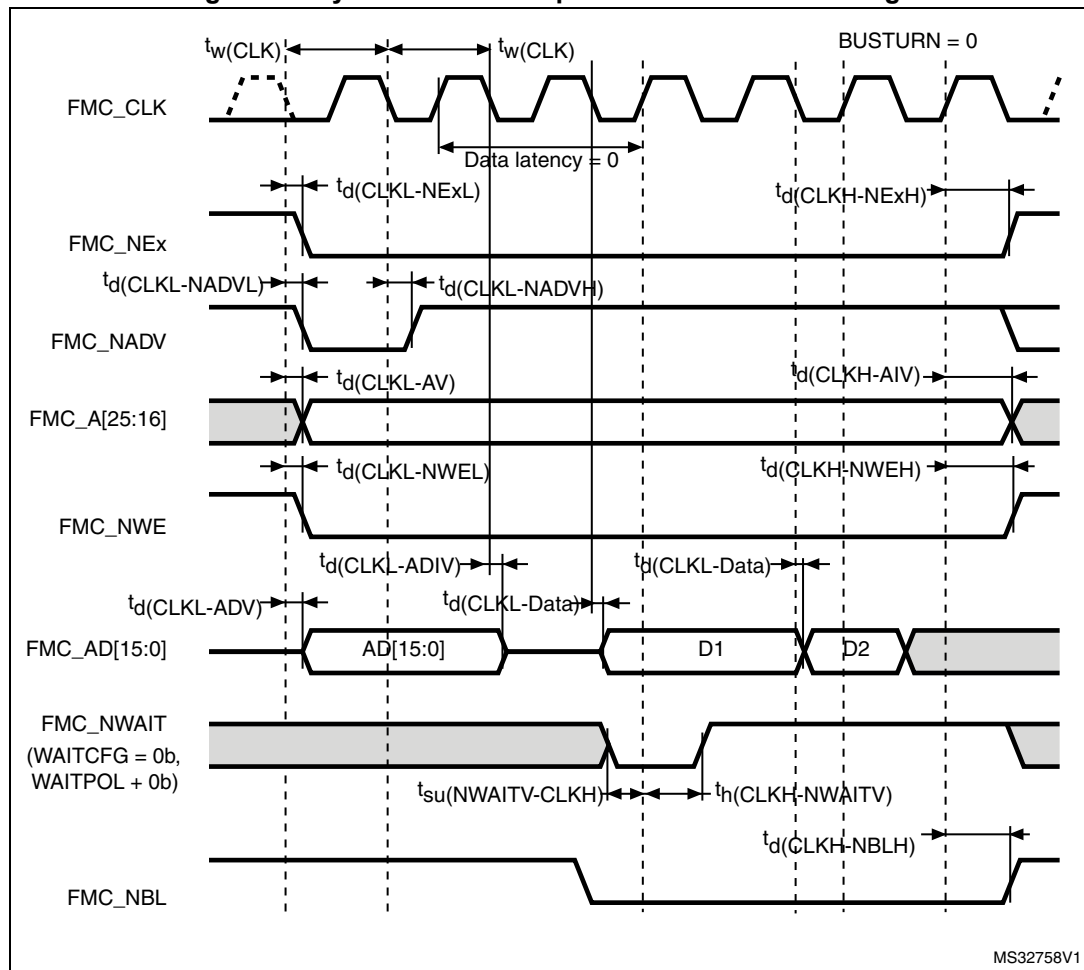 BUSTURN = 0
tw(CLK) tw(CLK)
FMC_CLK
Data latency = 0
td(CLKL-NExL) td(CLKH-NExH)
FMC_NEx
td(CLKL-NADVL) td(CLKL-NADVH)
FMC_NADV
td(CLKL-AV) td(CLKH-AIV)
FMC_A[25:16]
td(CLKL-NWEL) td(CLKH-NWEH)
FMC_NWE
td(CLKL-ADIV) td(CLKL-Data)
td(CLKL-ADV) td(CLKL-Data)
FMC_AD[15:0] AD[15:0] D1 D2
FMC_NWAIT
(WAITCFG = 0b,
WAITPOL + 0b)
tsu(NWAITV-CLKH) th(CLKH-NWAITV)
td(CLKH-NBLH)
FMC_NBL
MS32758V1